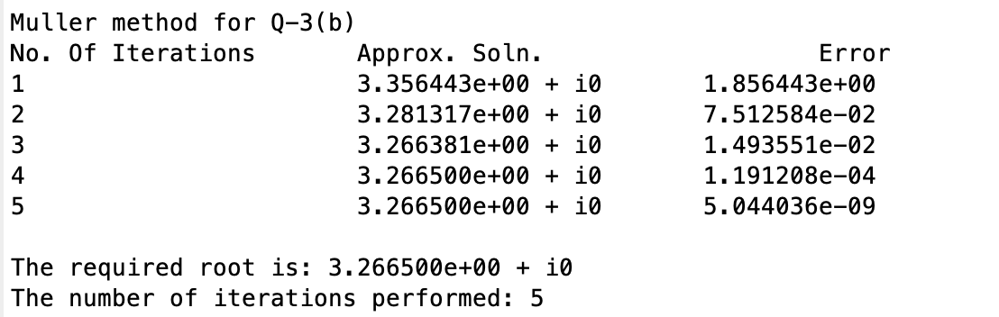 Muller method for Q-3(b)
No. Of Iterations Approx. Soln. Error
1 3.356443e+00 + i0 1.856443e+00
2 3.281317e+00 + i0 7.512584e-02
3 3.266381e+00 + i0 1.493551e-02
4 3.266500e+00 + i0 1.191208e-04
5 3.266500e+00 + i0 5.044036e-09
The required root is: 3.266500e+00 + i0
The number of iterations performed: 5